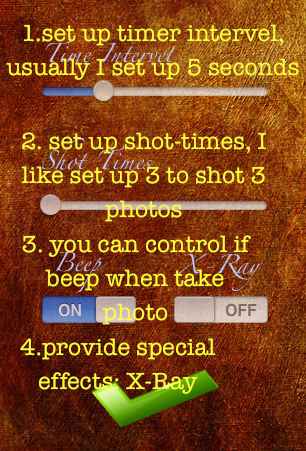 1.set up timer intervel,
Time Intervel
usually I set up 5 seconds
2. set up shot-times, I
Shot Times
like set up 3 to shot 3
photos
3. you can control if
Beep
X Ray
beep when take
ON
photo
OFF
4.provide special
effects: X-Ray